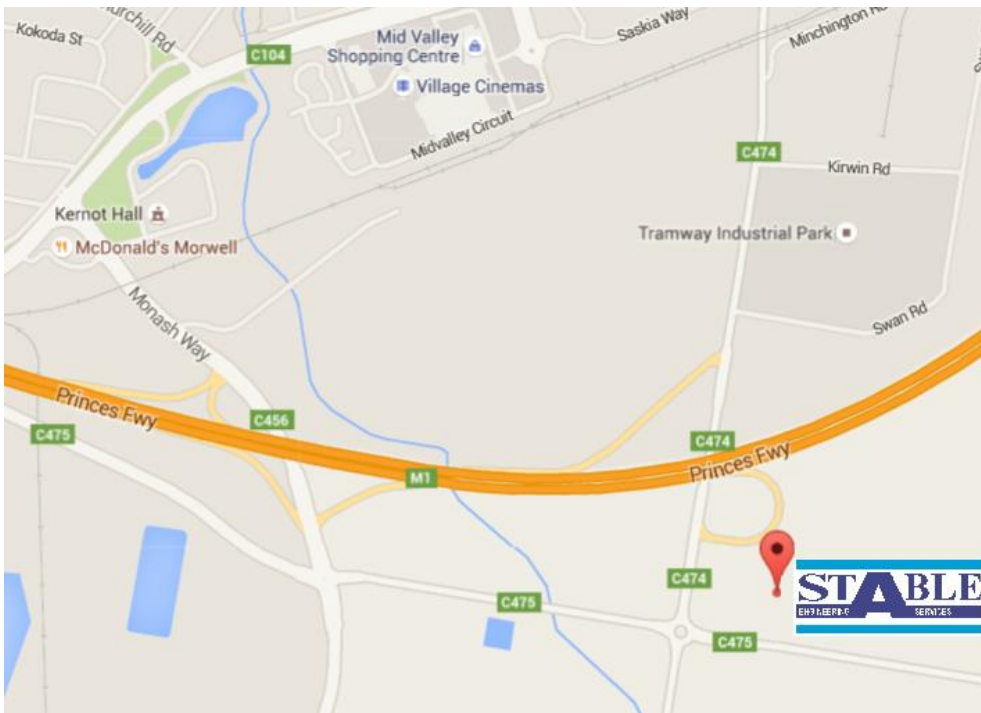 Kokoda St
Churchill Rd
C104
Mid Valley
Shopping Centre
Village Cinemas
Saskia Way
Minchington Rd
Midvalley Circuit
C474
Kirwin Rd
Kernot Hall
McDonald's Morwell
Tramway Industrial Park
Monash Way
Swan Rd
Princes Fwy
C475
C456
C474
Princes Fwy
M1
C474
C475
C475
STABLE
ENGINEERING SERVICES